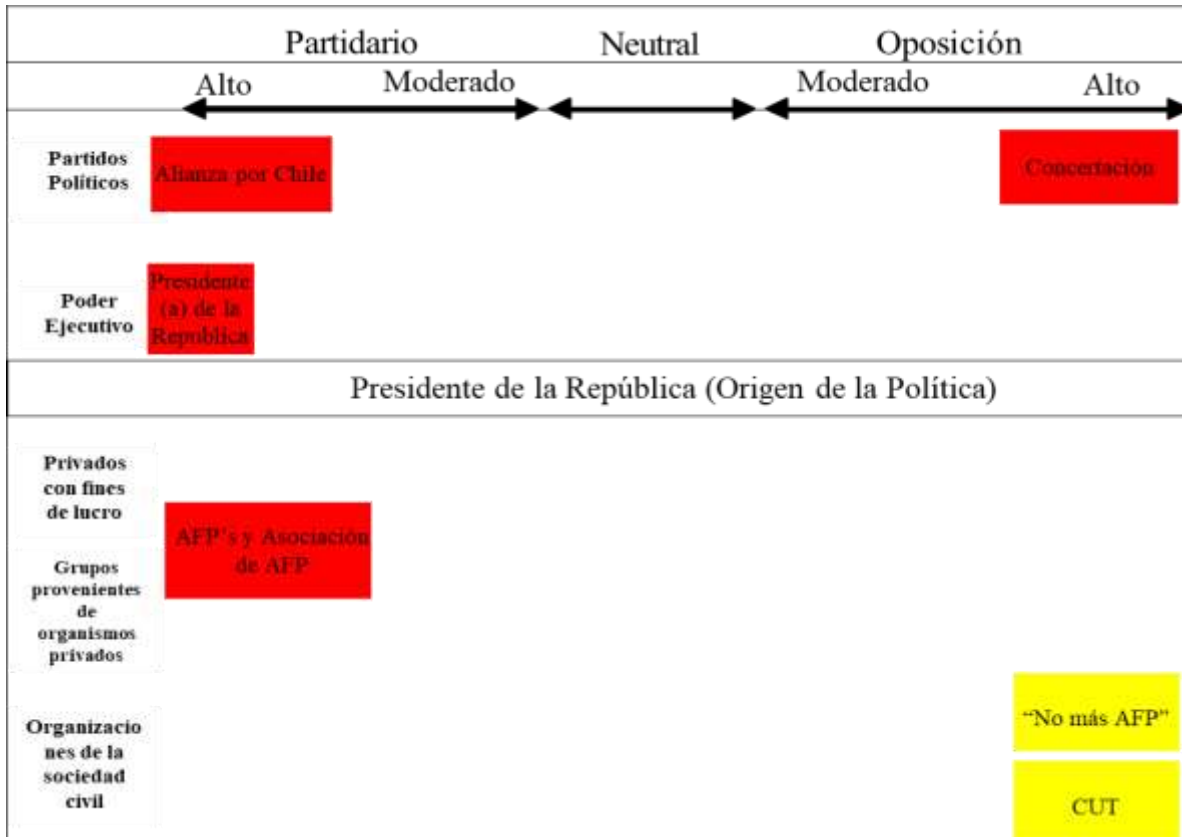 Partidario Neutral Oposición
Alto Moderado Moderado Alto
Partidos
Políticos
Alianza por Chile
Concertación
Poder
Ejecutivo
Presidente
(a) de la
República
Presidente de la República (Origen de la Política)
Privados
con fines
de lucro
AFP's y Asociación
de AFP
Grupos
provenientes
de
organismos
privados
Organizacio
nes de la
sociedad
civil
“No más AFP”
CUT